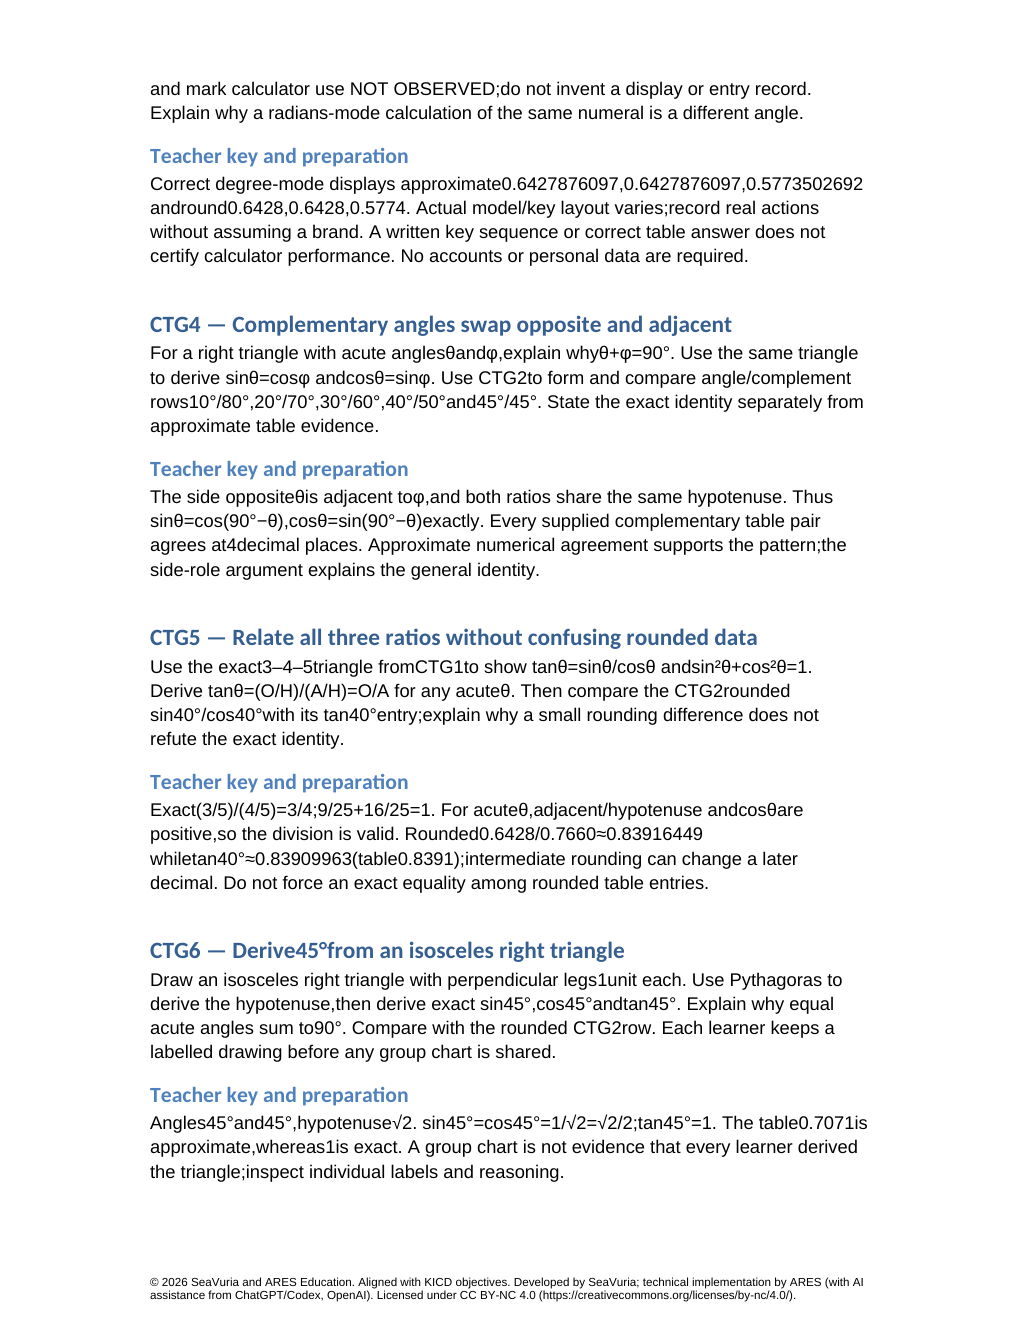 and mark calculator use NOT OBSERVED;do not invent a display or entry record.
Explain why a radians-mode calculation of the same numeral is a different angle.
Teacher key and preparation
Correct degree-mode displays approximate0.6427876097,0.6427876097,0.5773502692
andround0.6428,0.6428,0.5774. Actual model/key layout varies;record real actions
without assuming a brand. A written key sequence or correct table answer does not
certify calculator performance. No accounts or personal data are required.
CTG4 — Complementary angles swap opposite and adjacent
For a right triangle with acute anglesθandφ,explain whyθ+φ=90°. Use the same triangle
to derive sinθ=cosφ andcosθ=sinφ. Use CTG2to form and compare angle/complement
rows10°/80°,20°/70°,30°/60°,40°/50°and45°/45°. State the exact identity separately from
approximate table evidence.
Teacher key and preparation
The side oppositeθis adjacent toφ,and both ratios share the same hypotenuse. Thus
sinθ=cos(90°−θ),cosθ=sin(90°−θ)exactly. Every supplied complementary table pair
agrees at4decimal places. Approximate numerical agreement supports the pattern;the
side-role argument explains the general identity.
CTG5 — Relate all three ratios without confusing rounded data
Use the exact3–4–5triangle fromCTG1to show tanθ=sinθ/cosθ andsin²θ+cos²θ=1.
Derive tanθ=(O/H)/(A/H)=O/A for any acuteθ. Then compare the CTG2rounded
sin40°/cos40°with its tan40°entry;explain why a small rounding difference does not
refute the exact identity.
Teacher key and preparation
Exact(3/5)/(4/5)=3/4;9/25+16/25=1. For acuteθ,adjacent/hypotenuse andcosθare
positive,so the division is valid. Rounded0.6428/0.7660≈0.83916449
whiletan40°≈0.83909963(table0.8391);intermediate rounding can change a later
decimal. Do not force an exact equality among rounded table entries.
CTG6 — Derive45°from an isosceles right triangle
Draw an isosceles right triangle with perpendicular legs1unit each. Use Pythagoras to
derive the hypotenuse,then derive exact sin45°,cos45°andtan45°. Explain why equal
acute angles sum to90°. Compare with the rounded CTG2row. Each learner keeps a
labelled drawing before any group chart is shared.
Teacher key and preparation
Angles45°and45°,hypotenuse√2. sin45°=cos45°=1/√2=√2/2;tan45°=1. The table0.7071is
approximate,whereas1is exact. A group chart is not evidence that every learner derived
the triangle;inspect individual labels and reasoning.
© 2026 SeaVuria and ARES Education. Aligned with KICD objectives. Developed by SeaVuria; technical implementation by ARES (with AI
assistance from ChatGPT/Codex, OpenAI). Licensed under CC BY-NC 4.0 (https://creativecommons.org/licenses/by-nc/4.0/).